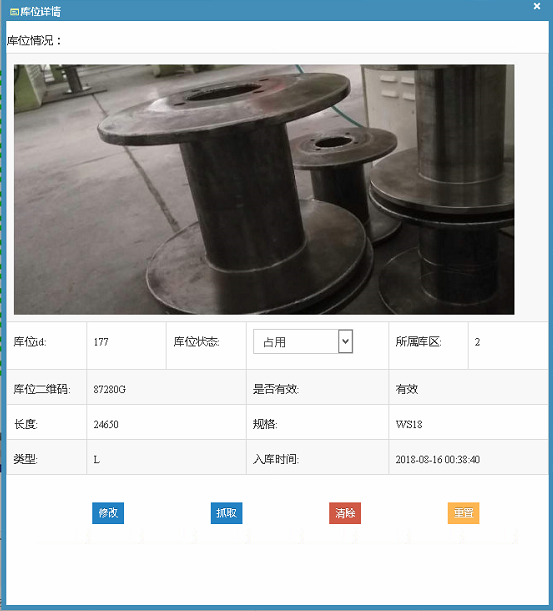 库位详情
库位情况：
库位id: 177 库位状态: 占用 所属库区: 2
库位二维码: 87280G 是否有效: 有效
长度: 24650 规格: WS18
类型: L 入库时间: 2018-08-16 00:38:40
修改 抓取 清除 重置